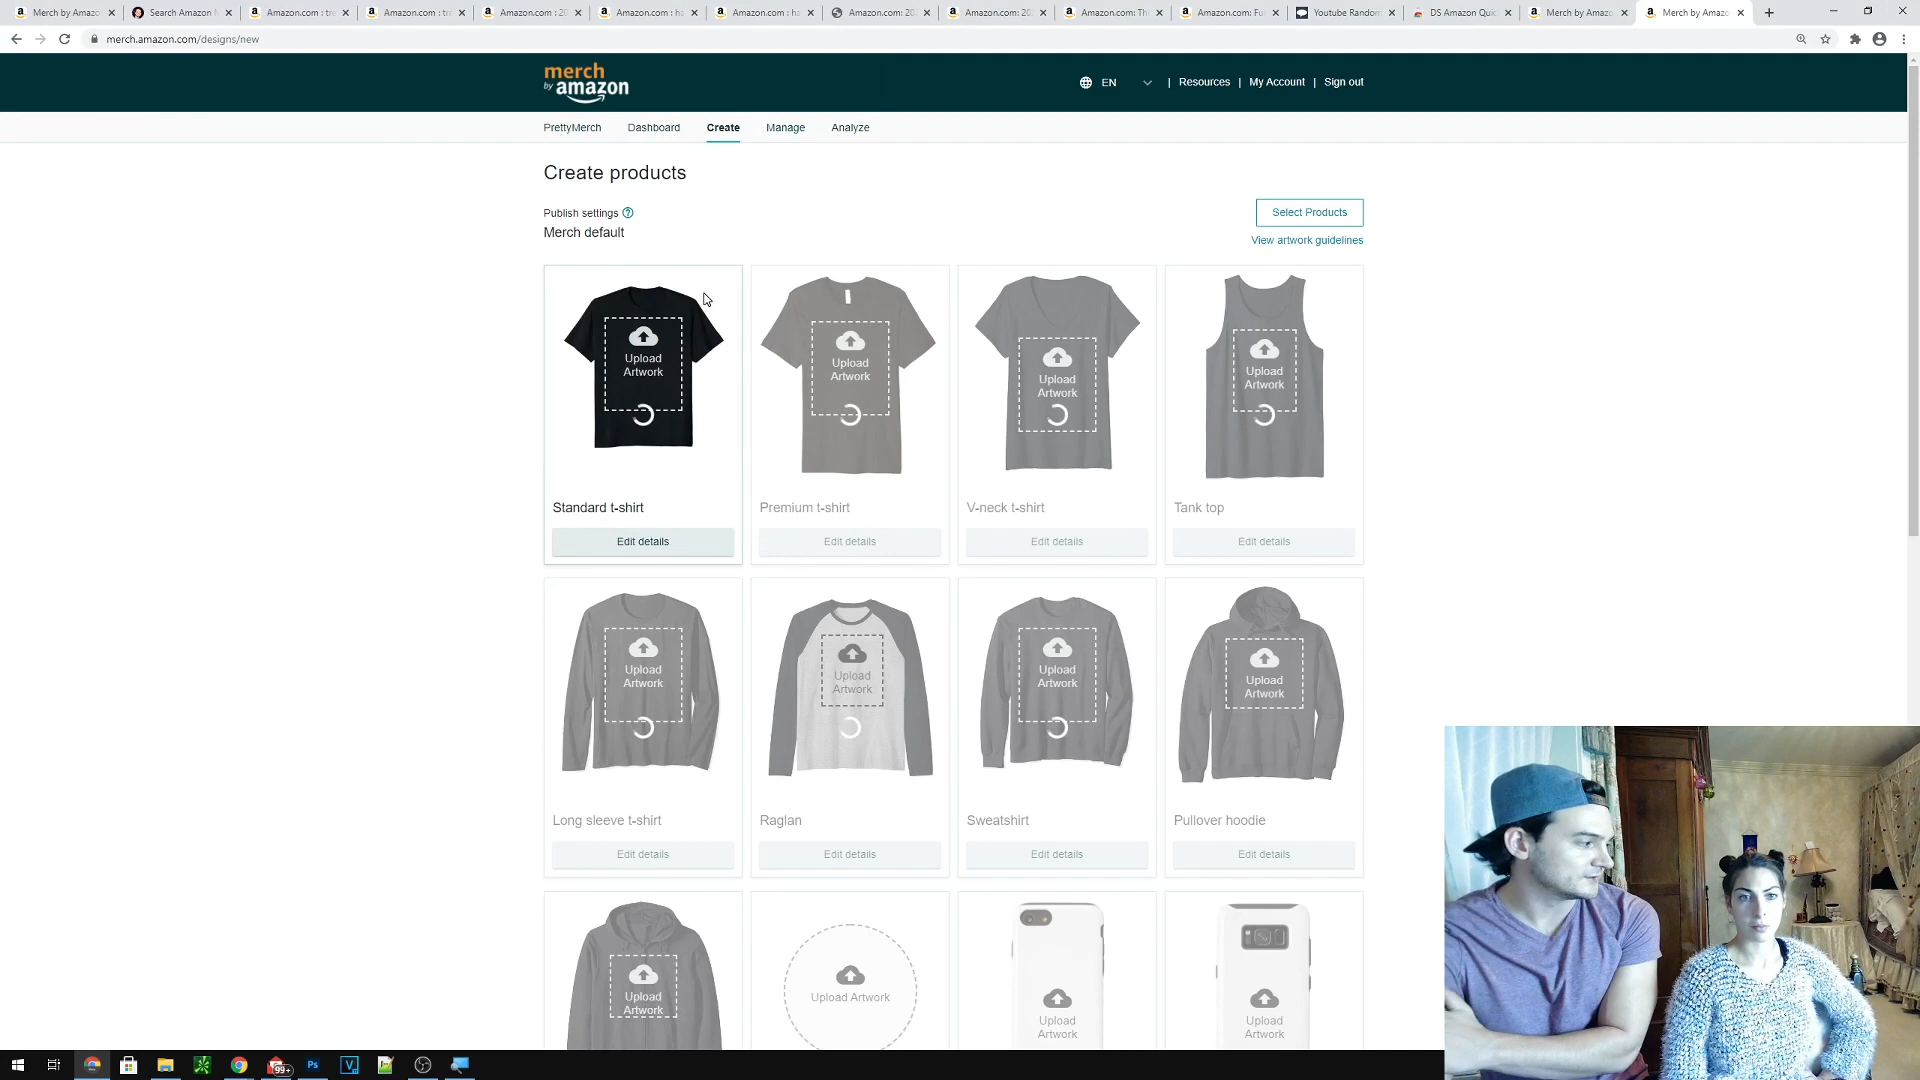 Merch by Amazo
Search Amazon
Amazon.com : tre
Amazon.com : tra
Amazon.com : 20
Amazon.com : ha
Amazon.com : ha
Amazon.com: 20
Amazon.com: 20
Amazon.com: Th
Amazon.com: Fu
Youtube Random
DS Amazon Quic
Merch by Amazo
Merch by Amazo
merch.amazon.com/designs/new
merch
by amazon
EN
| Resources | My Account | Sign out
PrettyMerch Dashboard Create Manage Analyze
Create products
Publish settings ?
Select Products
Merch default
View artwork guidelines
Upload
Artwork
Upload
Artwork
Upload
Artwork
Upload
Artwork
Standard t-shirt
Premium t-shirt
V-neck t-shirt
Tank top
Edit details
Edit details
Edit details
Edit details
Upload
Artwork
Upload
Artwork
Upload
Artwork
Upload
Artwork
Long sleeve t-shirt
Raglan
Sweatshirt
Pullover hoodie
Edit details
Edit details
Edit details
Edit details
Upload
Artwork
Upload Artwork
Upload
Artwork
Upload
Artwork
99+
Ps
V